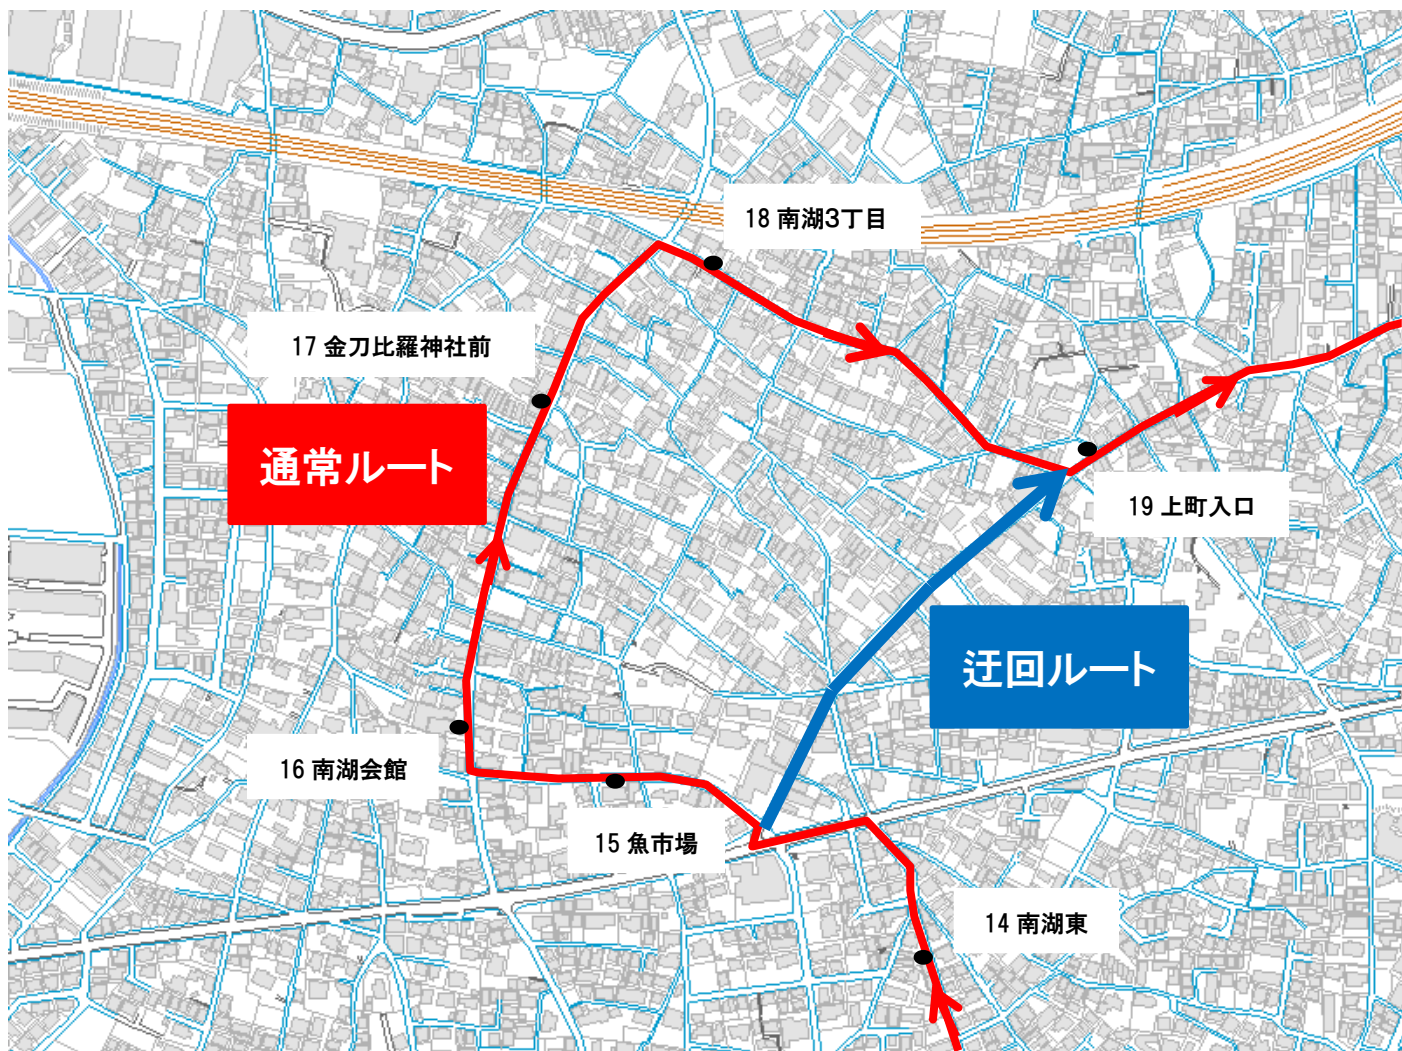 18 南湖3丁目
17 金刀比羅神社前
通常ルート
19 上町入口
迂回ルート
16 南湖会館
15 魚市場
14 南湖東